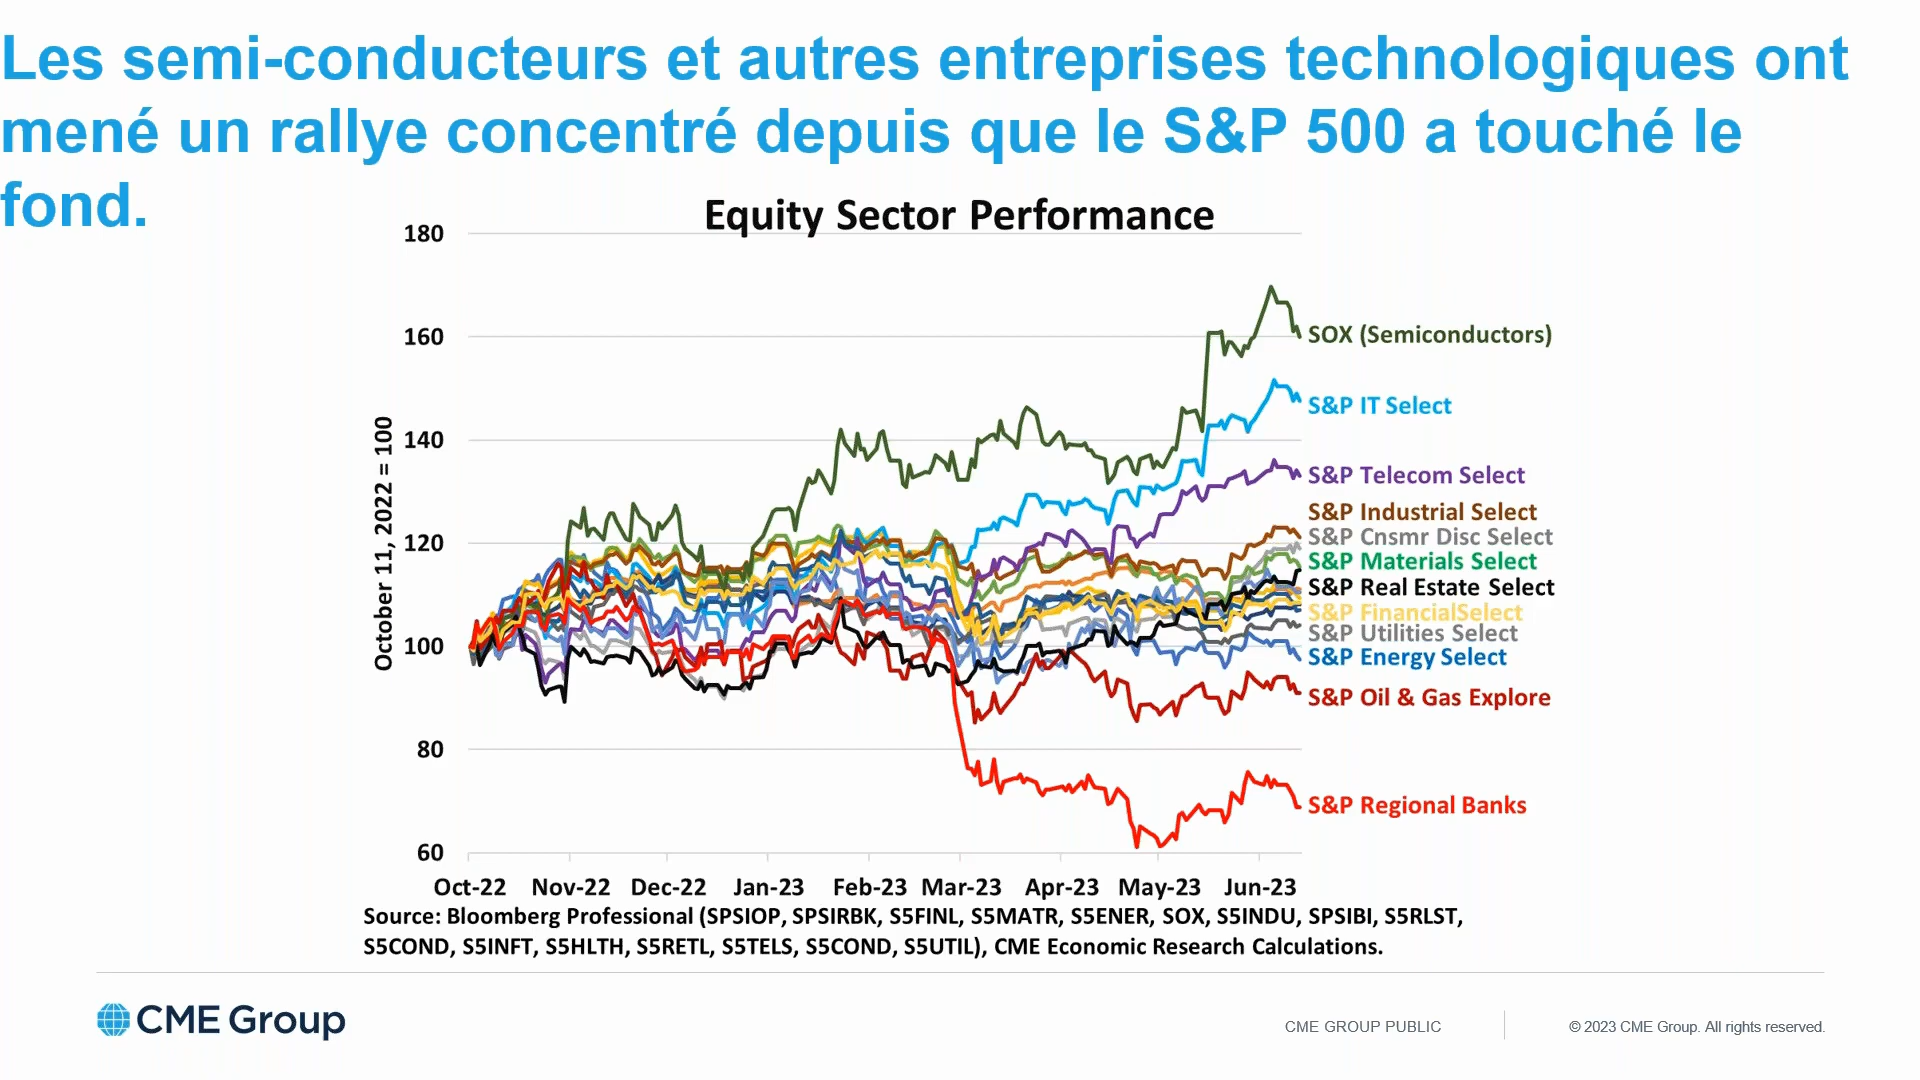 Les semi-conducteurs et autres entreprises technologiques ont
mené un rallye concentré depuis que le S&P 500 a touché le
fond.
Equity Sector Performance
October 11, 2022 = 100
180
160
140
120
100
80
60
SOX (Semiconductors)
S&P IT Select
S&P Telecom Select
S&P Industrial Select
S&P Cnsmr Disc Select
S&P Materials Select
S&P Real Estate Select
S&P FinancialSelect
S&P Utilities Select
S&P Energy Select
S&P Oil & Gas Explore
S&P Regional Banks
Oct-22 Nov-22 Dec-22 Jan-23 Feb-23 Mar-23 Apr-23 May-23 Jun-23
Source: Bloomberg Professional (SPSIOP, SPSIRBK, S5FINL, S5MATR, S5ENER, SOX, S5INDU, SPSIBI, S5RLST,
S5COND, S5INFT, S5HLTH, S5RETL, S5TELS, S5COND, S5UTIL), CME Economic Research Calculations.
CME Group
CME GROUP PUBLIC
© 2023 CME Group. All rights reserved.